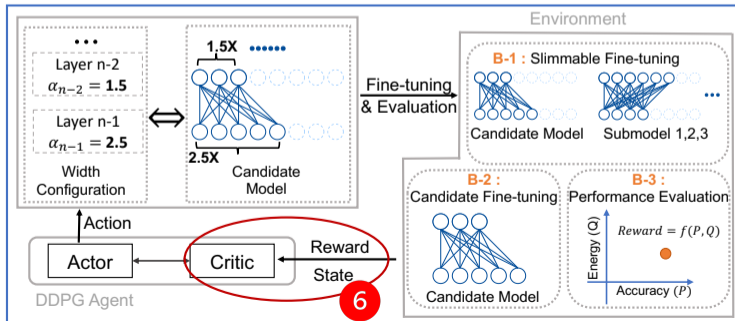 Environment
1.5X ••••••
•••
Layer n-2
α_{n−2} = 1.5
Layer n-1
α_{n−1} = 2.5
2.5X
Width
Configuration
Candidate
Model
Fine-tuning
& Evaluation
B-1 : Slimmable Fine-tuning
•••
Candidate Model
Submodel 1,2,3
B-2 :
Candidate Fine-tuning
Candidate Model
B-3 :
Performance Evaluation
Energy (Q)
Reward = f(P, Q)
Accuracy (P)
Action
Actor
Critic
Reward
State
6
DDPG Agent